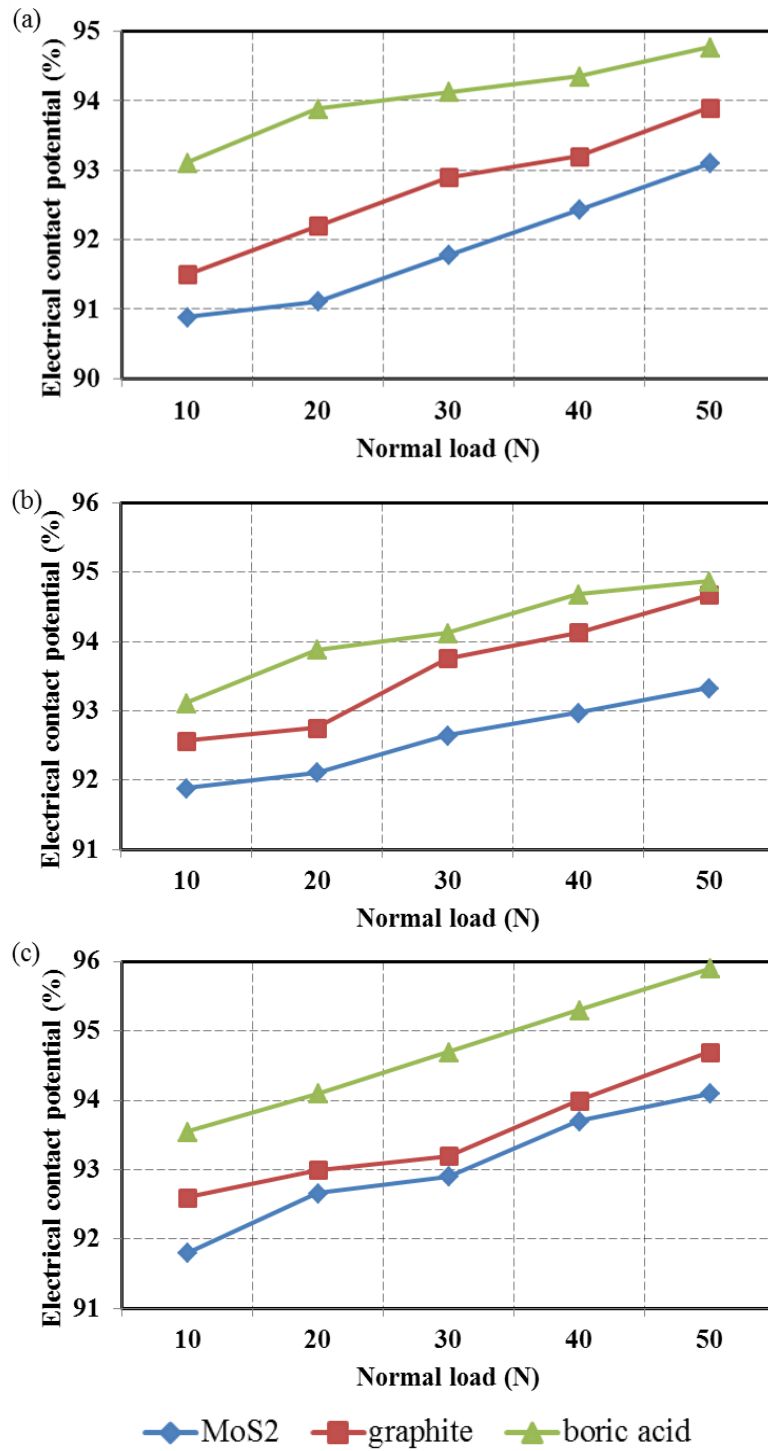 (a)
Electrical contact potential (%)
95
94
93
92
91
90
10 20 30 40 50
Normal load (N)
(b)
Electrical contact potential (%)
96
95
94
93
92
91
10 20 30 40 50
Normal load (N)
(c)
Electrical contact potential (%)
96
95
94
93
92
91
10 20 30 40 50
Normal load (N)
MoS2 graphite boric acid